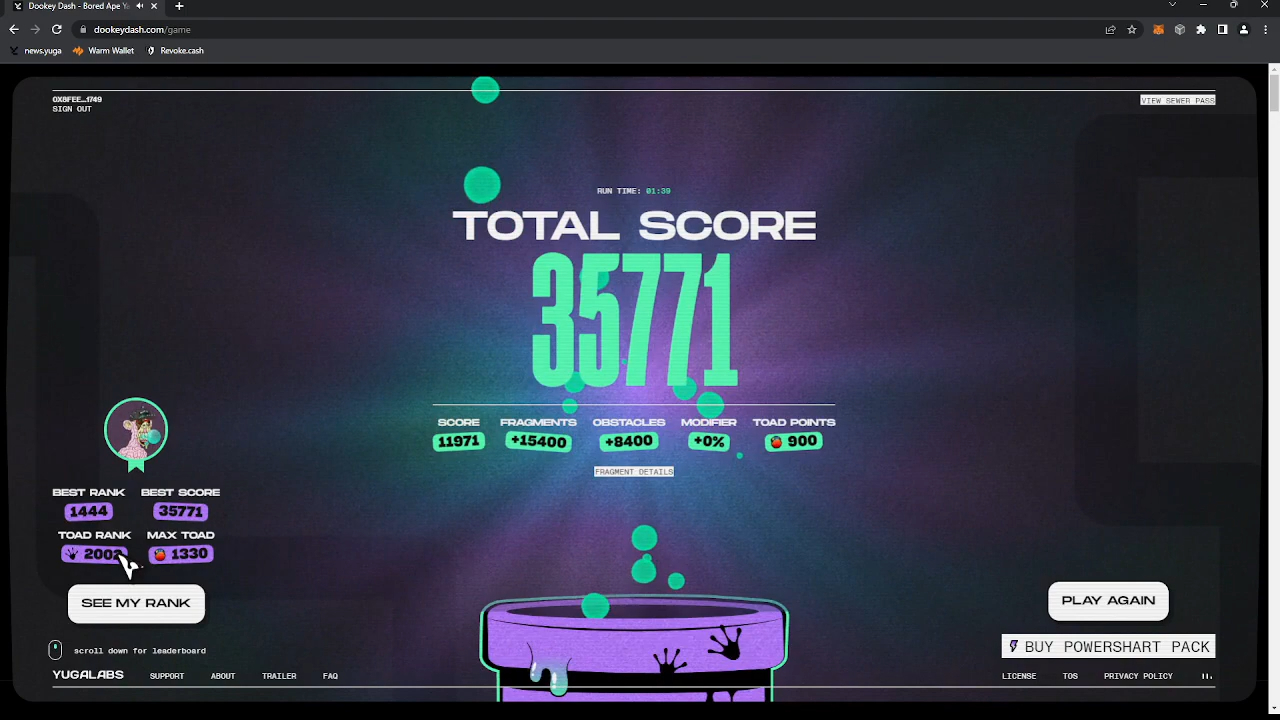 Dookey Dash - Bored Ape Y
dookeydash.com/game
news.yuga Warm Wallet Revoke.cash
0X8FEE…1749
SIGN OUT
VIEW SEWER PASS
RUN TIME: 01:39
TOTAL SCORE
35771
SCORE FRAGMENTS OBSTACLES MODIFIER TOAD POINTS
11971 +15400 +8400 +0% 900
FRAGMENT DETAILS
BEST RANK BEST SCORE
1444 35771
TOAD RANK MAX TOAD
1330
SEE MY RANK
PLAY AGAIN
scroll down for leaderboard
BUY POWERSHART PACK
YUGALABS SUPPORT ABOUT TRAILER FAQ LICENSE TOS PRIVACY POLICY